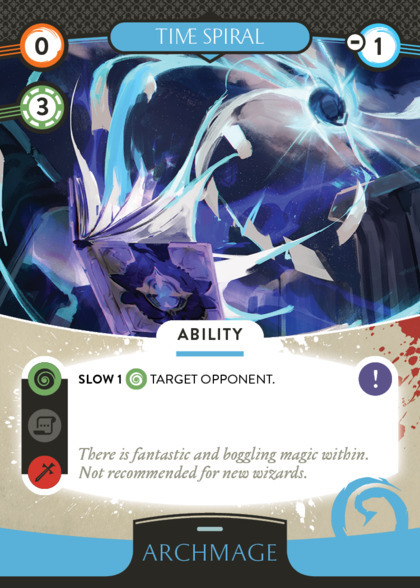 0
TIME SPIRAL
- 1
3
ABILITY
SLOW 1 TARGET OPPONENT.
!
There is fantastic and boggling magic within.
Not recommended for new wizards.
ARCHMAGE